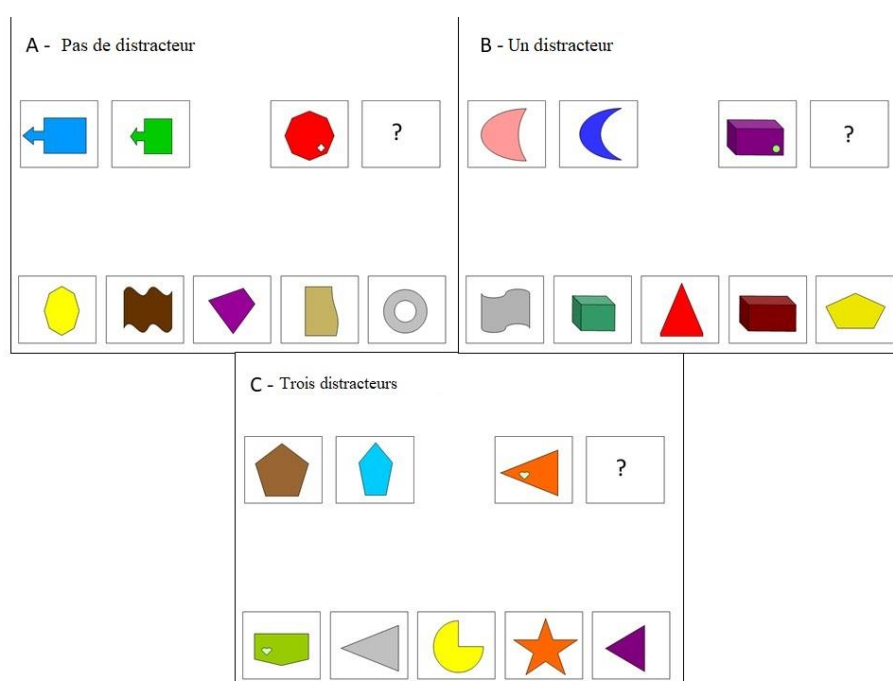 A - Pas de distracteur
B - Un distracteur
?
?
C - Trois distracteurs
?